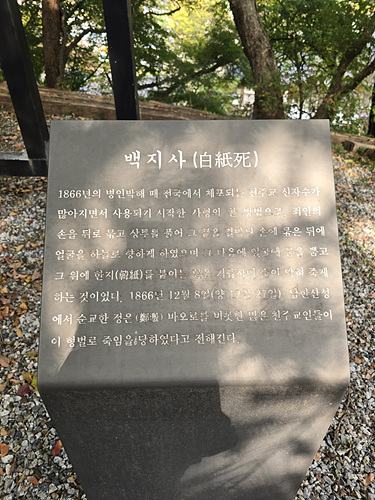 백지사(白紙死)
1866년의 병인박해 때 전국에서 체포되는 천주교 신자수가
많아지면서 사용되기 시작한 사형의 한 방법으로, 죄인의
손을 뒤로 묶고 상투를 풀어 그 끝을 결박된 손에 묶은 뒤에
얼굴을 하늘로 향하게 하였으며 그 다음에 얼굴에 물을 뿜고
그 위에 한지(韓紙)를 붙이는 일을 거듭하여 숨이 막혀 죽게
하는 것이었다. 1866년 12월 8일(양 일), 남한산성
에서 순교한 정은(鄭溵) 바오로를 비롯한 많은 천주교인들이
이 형벌로 죽임을 당하였다고 전해진다.